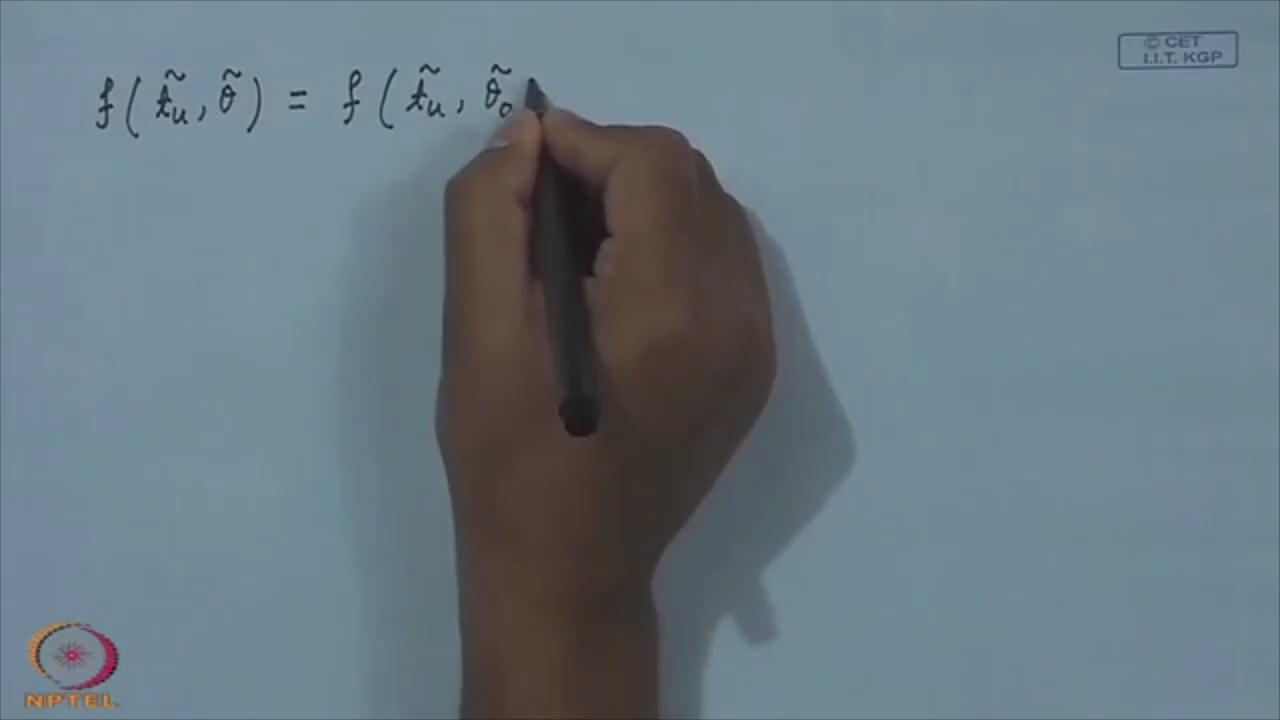 f ( t̃u , θ̃ ) = f ( t̃u , θ̃0
© CET
I.I.T. KGP
NPTEL